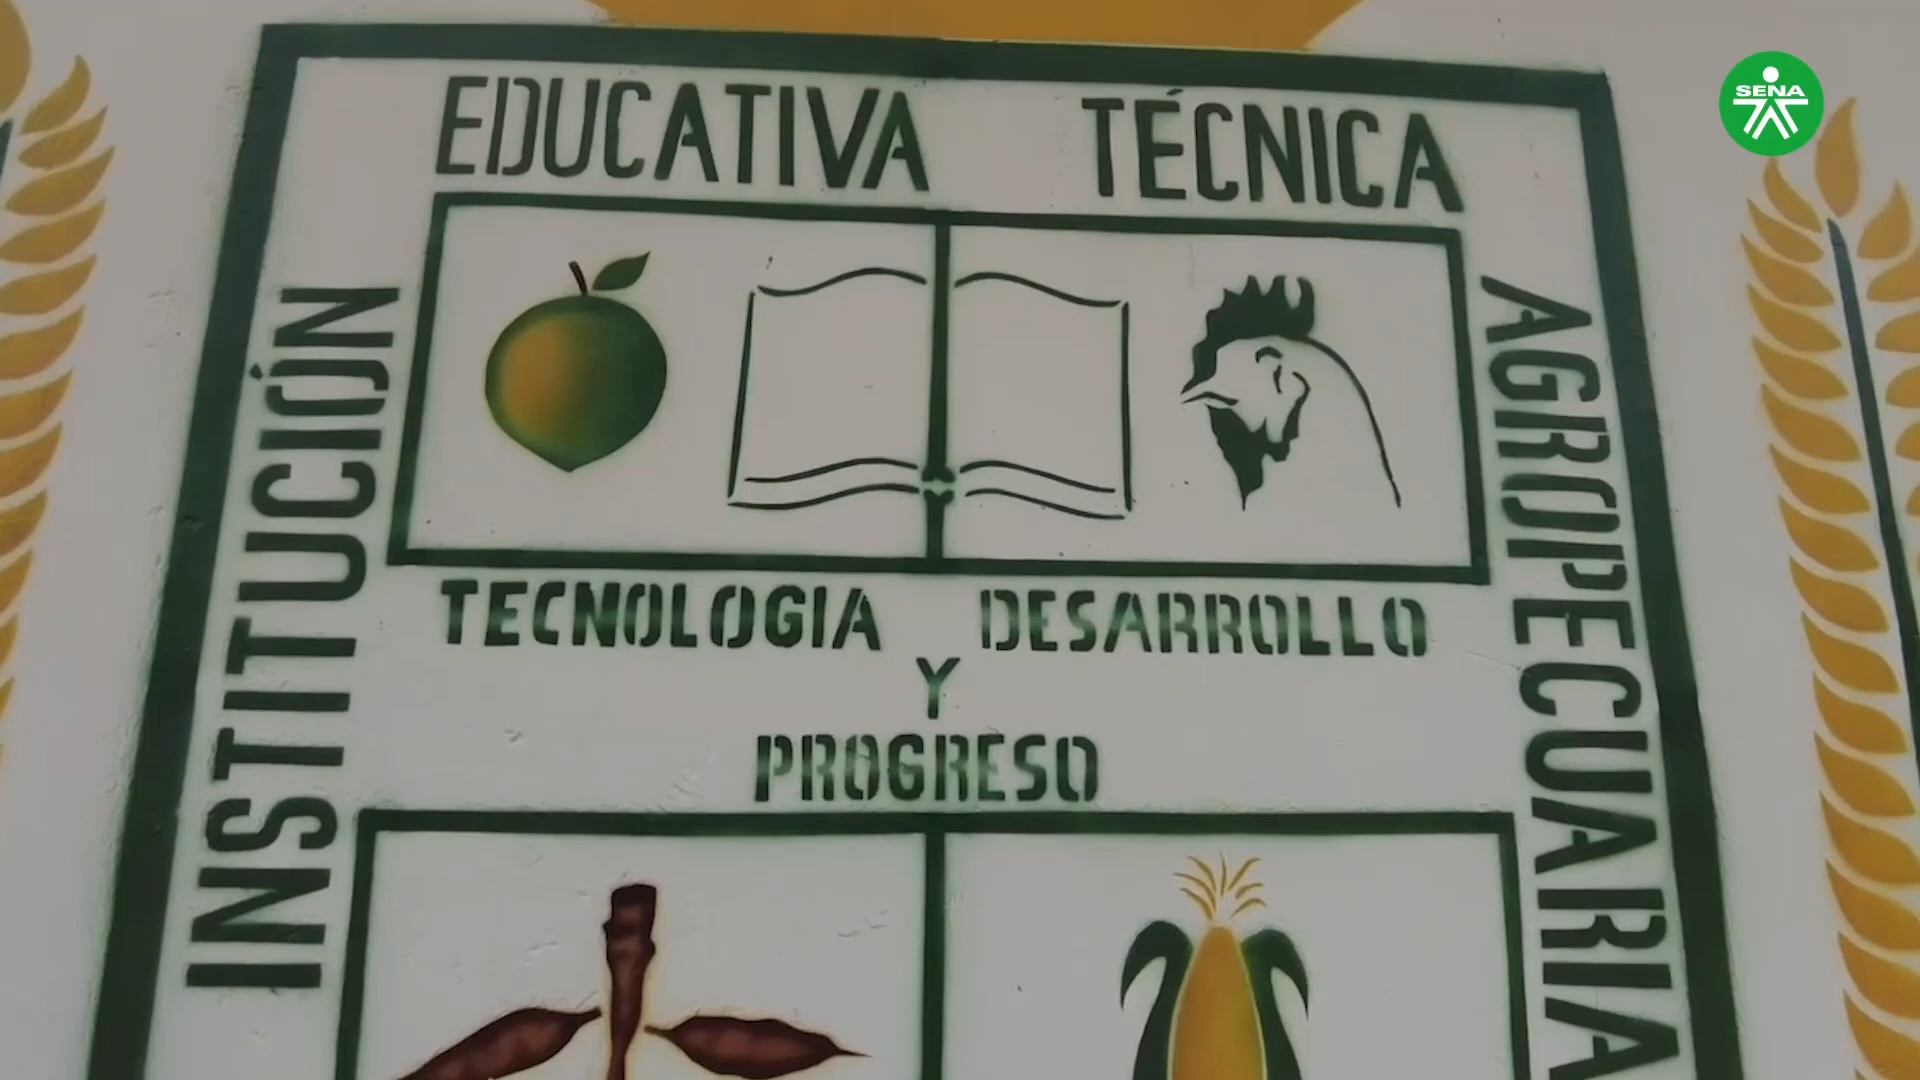 INSTITUCIÓN
EDUCATIVA TÉCNICA
AGROPECUARIA
TECNOLOGIA DESARROLLO
Y
PROGRESO
SENA